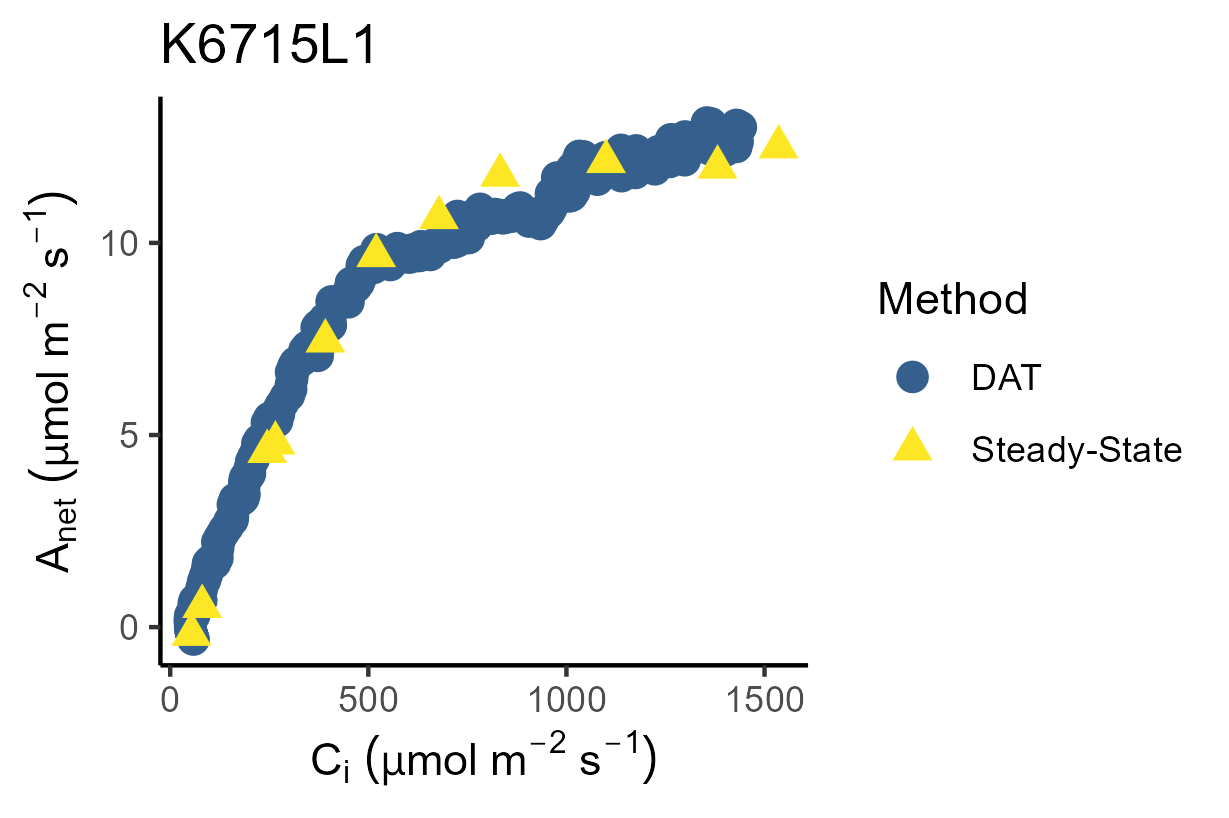 K6715L1
Anet (μmol m−2 s−1)
10
5
0
0 500 1000 1500
Ci (μmol m−2 s−1)
Method
DAT
Steady-State